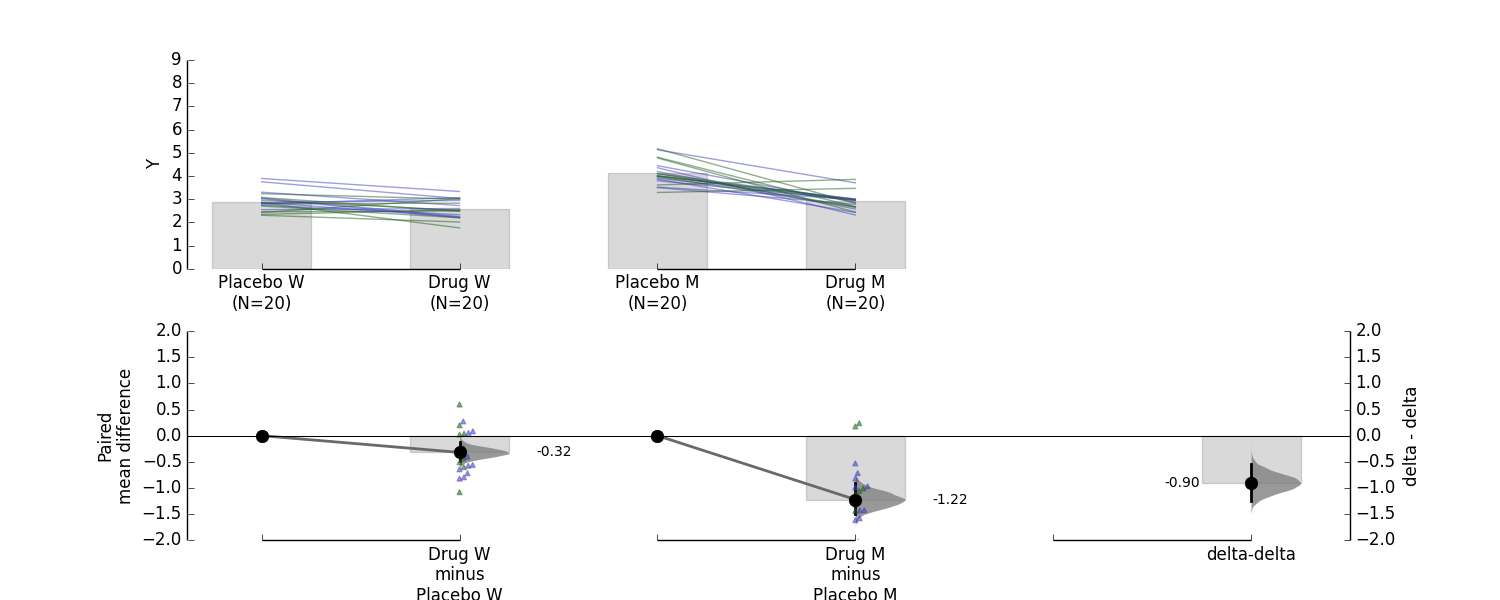 9
8
7
6
5
4
3
2
1
0
Y
Placebo W
(N=20)
Drug W
(N=20)
Placebo M
(N=20)
Drug M
(N=20)
2.0
1.5
1.0
0.5
0.0
−0.5
−1.0
−1.5
−2.0
Paired
mean difference
-0.32
-1.22
-0.90
Drug W
minus
Placebo W
Drug M
minus
Placebo M
delta-delta
2.0
1.5
1.0
0.5
0.0
−0.5
−1.0
−1.5
−2.0
delta - delta